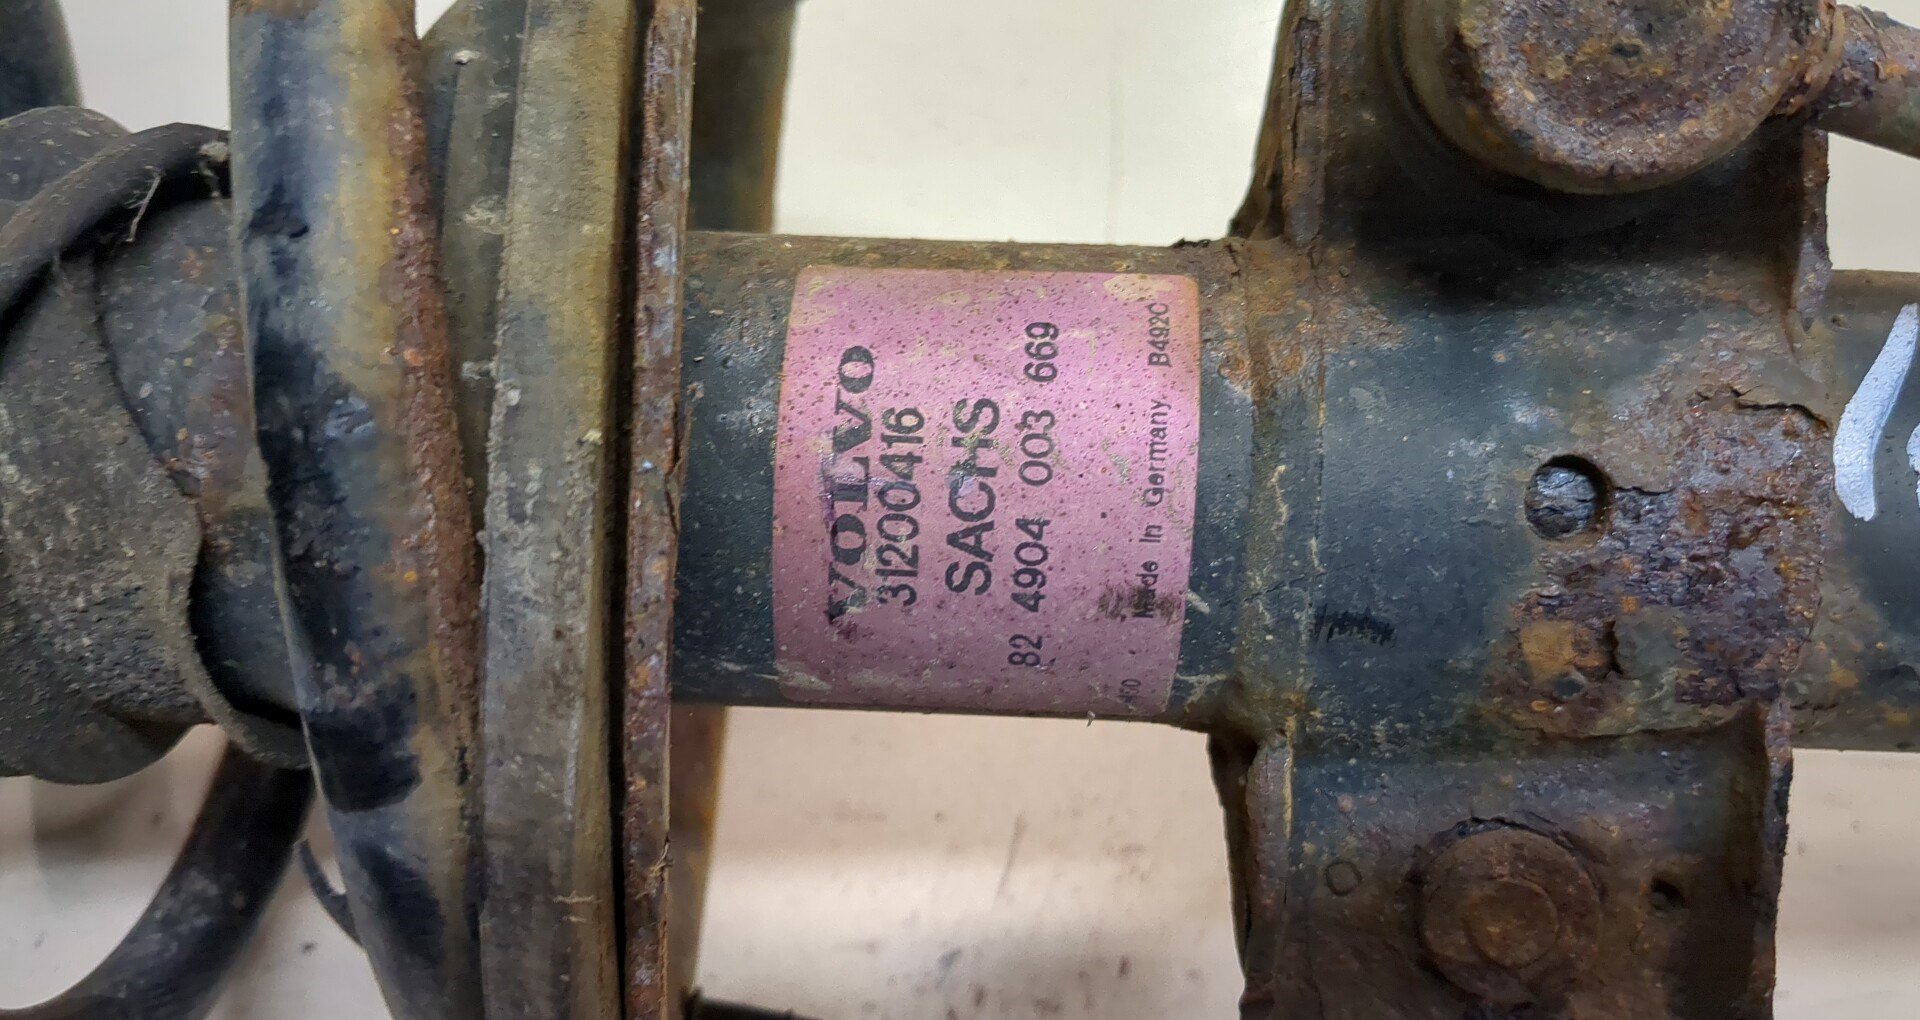 VOLVO
31200416
SACHS
82 4904 003 669
Made in Germany B492C